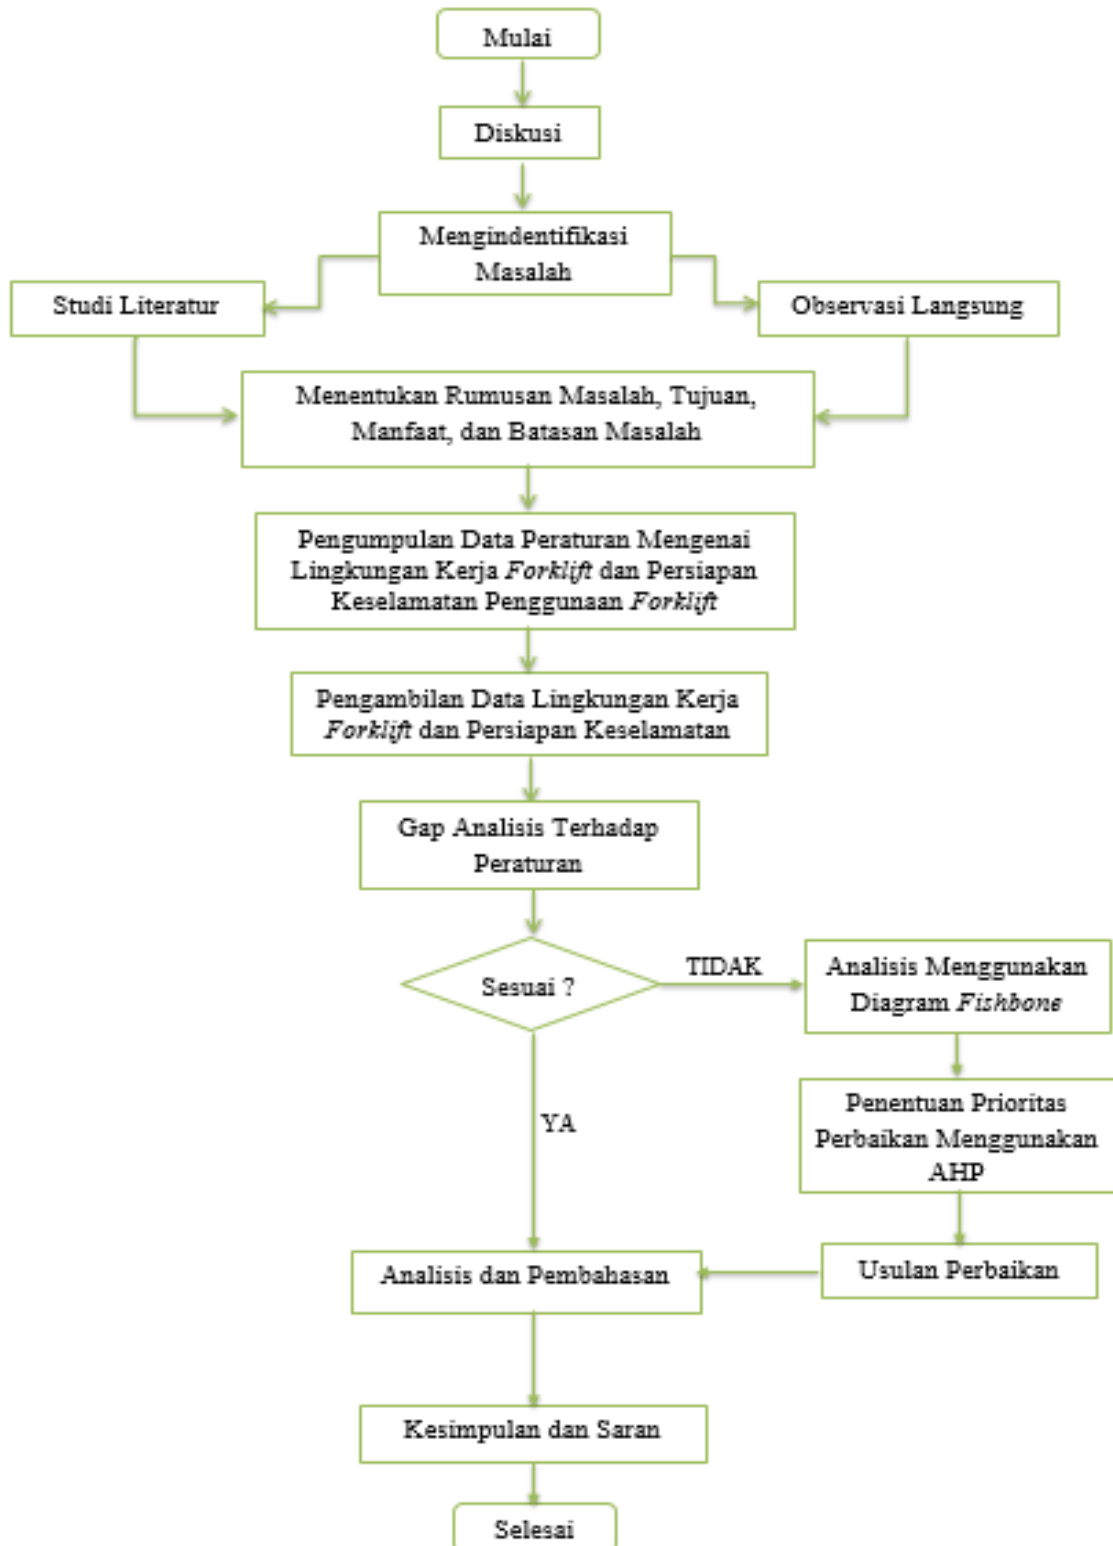 Mulai
Diskusi
Mengindentifikasi
Masalah
Studi Literatur
Observasi Langsung
Menentukan Rumusan Masalah, Tujuan,
Manfaat, dan Batasan Masalah
Pengumpulan Data Peraturan Mengenai
Lingkungan Kerja Forklift dan Persiapan
Keselamatan Penggunaan Forklift
Pengambilan Data Lingkungan Kerja
Forklift dan Persiapan Keselamatan
Gap Analisis Terhadap
Peraturan
Sesuai ?
TIDAK
Analisis Menggunakan
Diagram Fishbone
YA
Penentuan Prioritas
Perbaikan Menggunakan
AHP
Usulan Perbaikan
Analisis dan Pembahasan
Kesimpulan dan Saran
Selesai